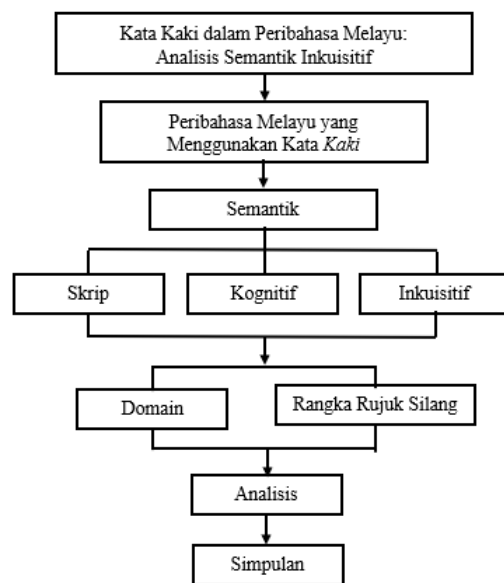 Kata Kaki dalam Peribahasa Melayu:
Analisis Semantik Inkuisitif
Peribahasa Melayu yang
Menggunakan Kata Kaki
Semantik
Skrip
Kognitif
Inkuisitif
Domain
Rangka Rujuk Silang
Analisis
Simpulan